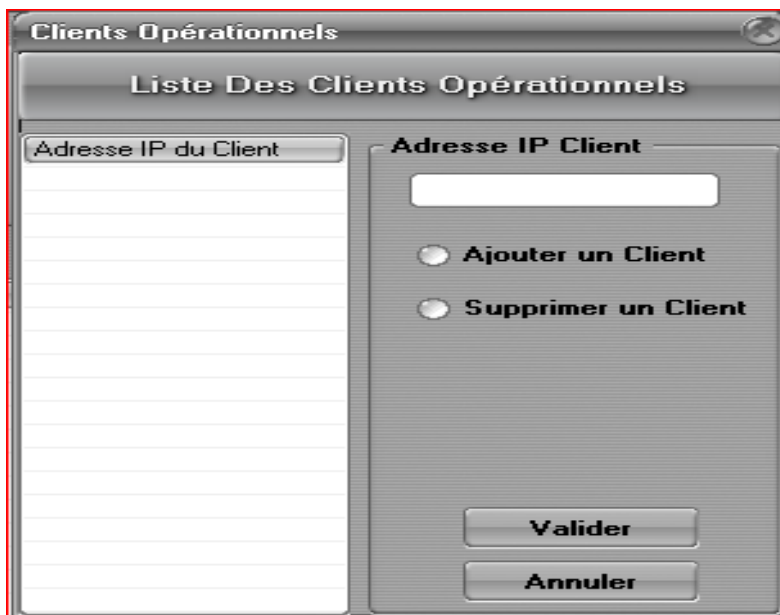 Clients Opérationnels
Liste Des Clients Opérationnels
Adresse IP du Client
Adresse IP Client
Ajouter un Client
Supprimer un Client
Valider
Annuler